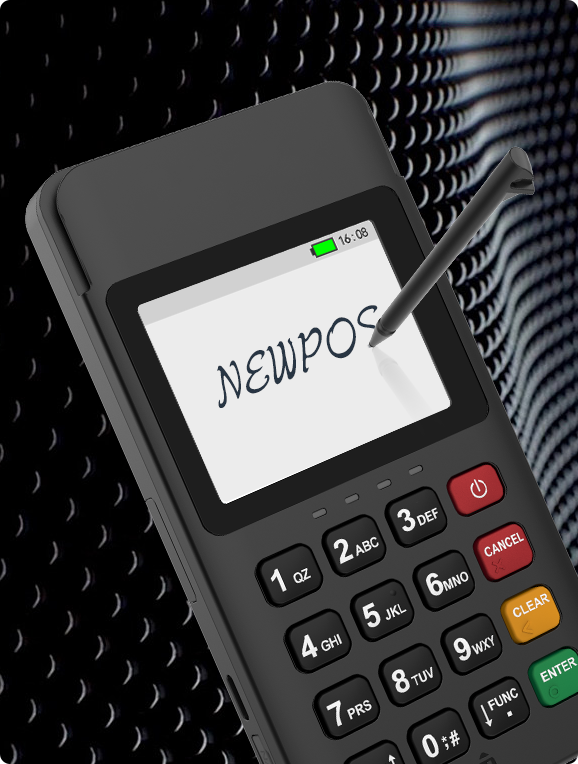 16:08
NEWPOS
1 QZ
2 ABC
3 DEF
4 GHI
5 JKL
6 MNO
CANCEL
7 PRS
8 TUV
9 WXY
CLEAR
0 *,#
FUNC
ENTER